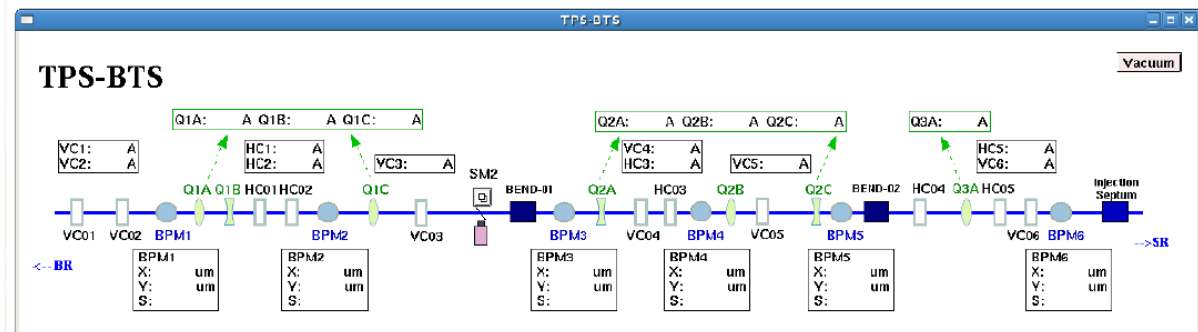 TPS-BTS
Vacuum
TPS-BTS
Q1A: A Q1B: A Q1C: A
Q2A: A Q2B: A Q2C: A
Q3A: A
VC1: A
VC2: A
HC1: A
HC2: A
VC3: A
VC4: A
HC3: A
VC5: A
HC5: A
VC6: A
SM2
Q1A Q1B HC01 HC02 Q1C BEND-01 Q2A HC03 Q2B Q2C BEND-02 HC04 Q3A HC05
Injection
Septum
VC01 VC02 BPM1 BPM2 VC03 BPM3 VC04 BPM4 VC05 BPM5 VC06 BPM6
<--BR
-->SR
BPM1
X: um
Y: um
S:
BPM2
X: um
Y: um
S:
BPM3
X: um
Y: um
S:
BPM4
X: um
Y: um
S:
BPM5
X: um
Y: um
S:
BPM6
X: um
Y: um
S: